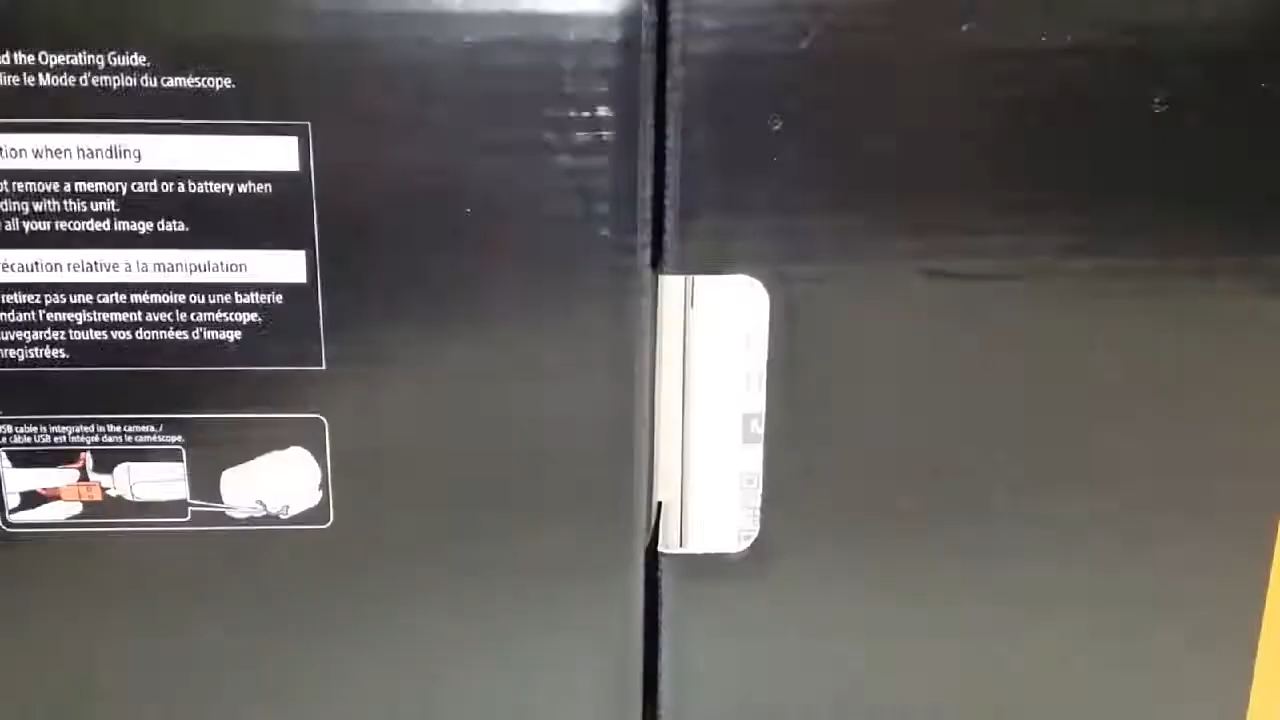 d the Operating Guide.
lire le Mode d'emploi du caméscope.
tion when handling
ot remove a memory card or a battery when
ding with this unit.
all your recorded image data.
récaution relative à la manipulation
retirez pas une carte mémoire ou une batterie
ndant l'enregistrement avec le caméscope.
uvegardez toutes vos données d'image
nregistrées.
USB cable is integrated in the camera. /
Le câble USB est intégré dans le caméscope.